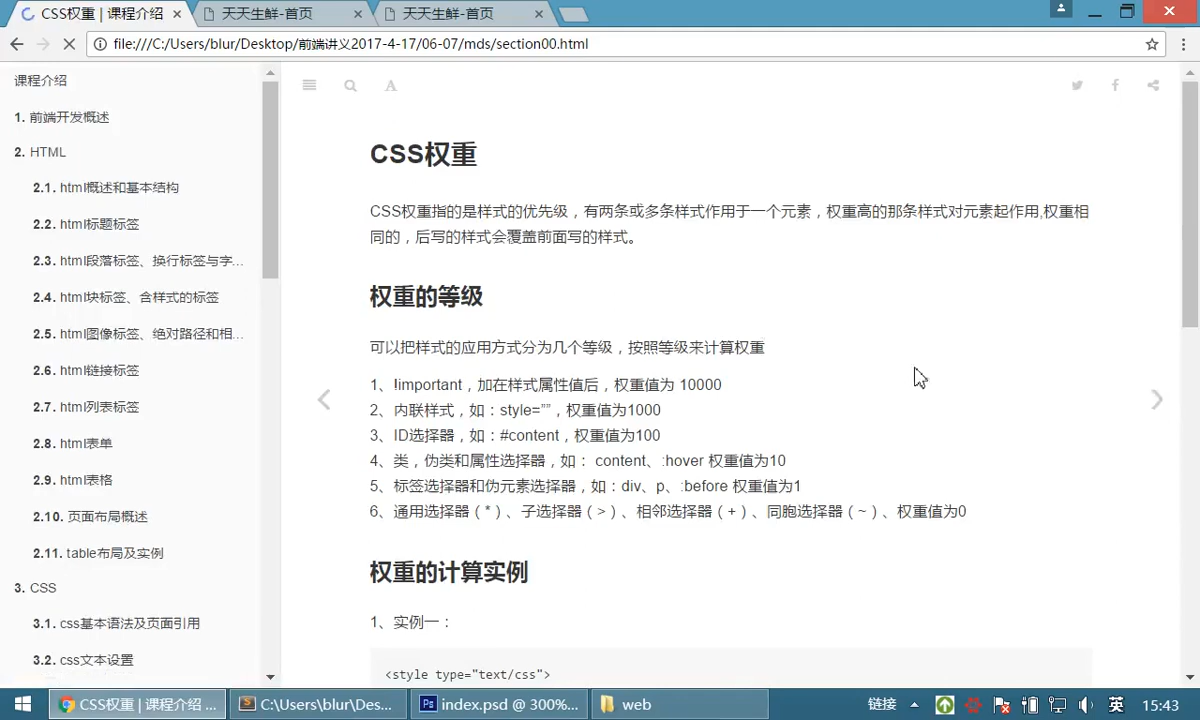 CSS权重 | 课程介绍
天天生鲜-首页
天天生鲜-首页
file:///C:/Users/blur/Desktop/前端讲义2017-4-17/06-07/mds/section00.html
课程介绍
1. 前端开发概述
2. HTML
2.1. html概述和基本结构
2.2. html标题标签
2.3. html段落标签、换行标签与字...
2.4. html块标签、含样式的标签
2.5. html图像标签、绝对路径和相...
2.6. html链接标签
2.7. html列表标签
2.8. html表单
2.9. html表格
2.10. 页面布局概述
2.11. table布局及实例
3. CSS
3.1. css基本语法及页面引用
3.2. css文本设置
A
CSS权重
CSS权重指的是样式的优先级，有两条或多条样式作用于一个元素，权重高的那条样式对元素起作用,权重相
同的，后写的样式会覆盖前面写的样式。
权重的等级
可以把样式的应用方式分为几个等级，按照等级来计算权重
1、!important，加在样式属性值后，权重值为 10000
2、内联样式，如：style=””，权重值为1000
3、ID选择器，如：#content，权重值为100
4、类，伪类和属性选择器，如： content、:hover 权重值为10
5、标签选择器和伪元素选择器，如：div、p、:before 权重值为1
6、通用选择器（*）、子选择器（>）、相邻选择器（+）、同胞选择器（~）、权重值为0
权重的计算实例
1、实例一：
<style type="text/css">
CSS权重 | 课程介绍 ...
C:\Users\blur\Des...
index.psd @ 300%...
web
链接
英
15:43